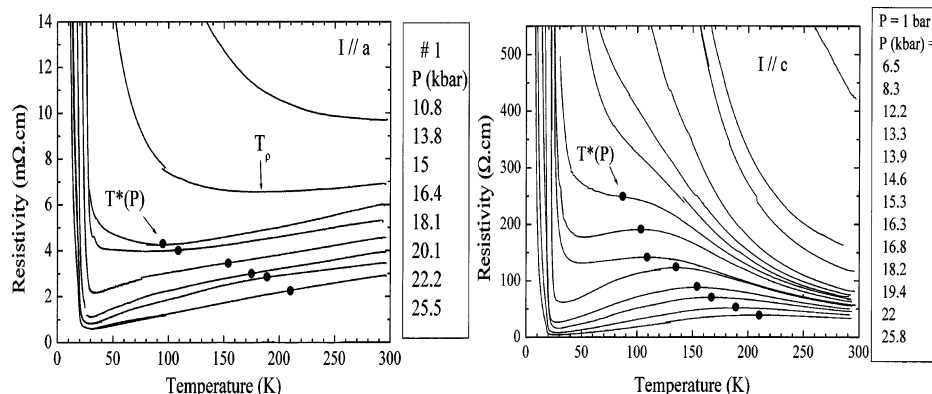 14
12
10
8
6
4
2
0
Resistivity (mΩ.cm)
I // a
Tρ
T*(P)
0 50 100 150 200 250 300
Temperature (K)
# 1
P (kbar)
10.8
13.8
15
16.4
18.1
20.1
22.2
25.5
500
400
300
200
100
0
Resistivity (Ω.cm)
I // c
T*(P)
0 50 100 150 200 250 300
Temperature (K)
P = 1 bar
P (kbar) =
6.5
8.3
12.2
13.3
13.9
14.6
15.3
16.3
16.8
18.2
19.4
22
25.8